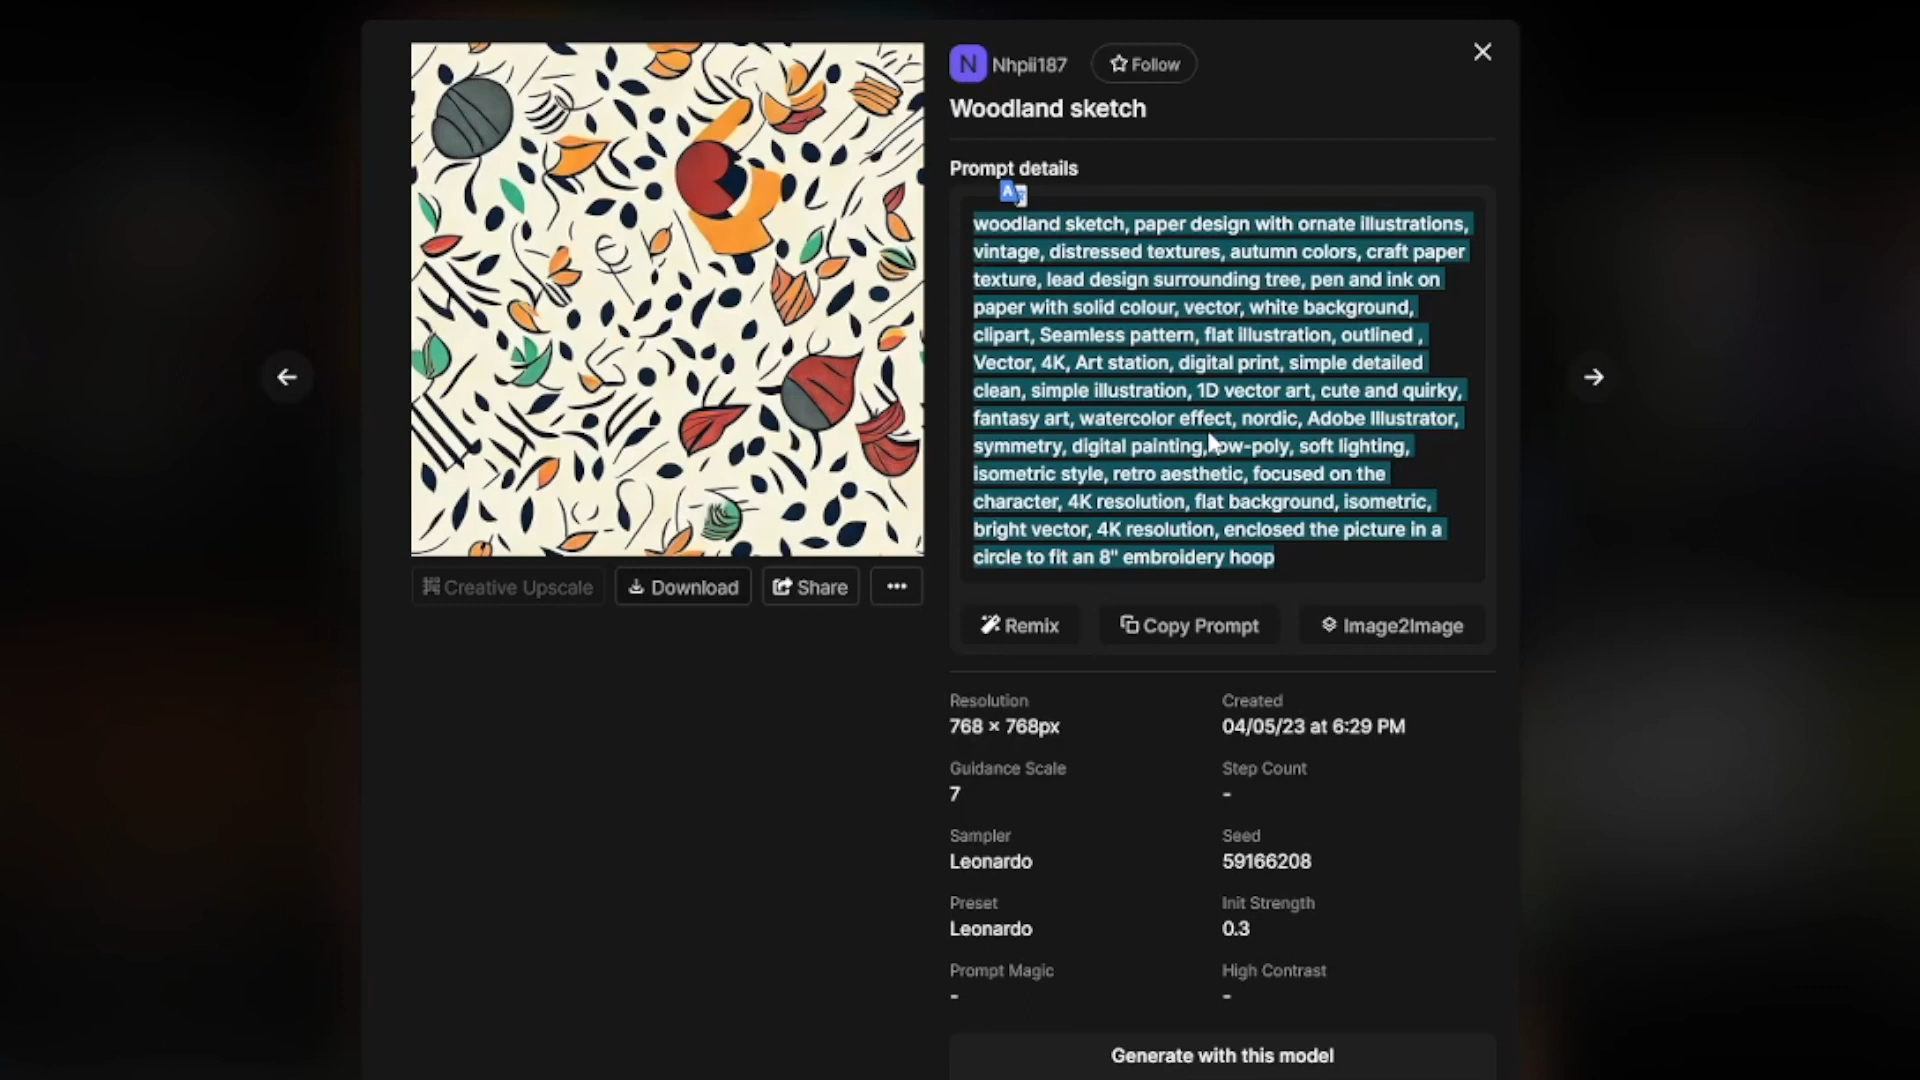 N Nhpii187 Follow
Woodland sketch
Prompt details
woodland sketch, paper design with ornate illustrations,
vintage, distressed textures, autumn colors, craft paper
texture, lead design surrounding tree, pen and ink on
paper with solid colour, vector, white background,
clipart, Seamless pattern, flat illustration, outlined ,
Vector, 4K, Art station, digital print, simple detailed
clean, simple illustration, 1D vector art, cute and quirky,
fantasy art, watercolor effect, nordic, Adobe Illustrator,
symmetry, digital painting, low-poly, soft lighting,
isometric style, retro aesthetic, focused on the
character, 4K resolution, flat background, isometric,
bright vector, 4K resolution, enclosed the picture in a
circle to fit an 8" embroidery hoop
Creative Upscale Download Share
Remix Copy Prompt Image2Image
Resolution Created
768 × 768px 04/05/23 at 6:29 PM
Guidance Scale Step Count
7 -
Sampler Seed
Leonardo 59166208
Preset Init Strength
Leonardo 0.3
Prompt Magic High Contrast
- -
Generate with this model